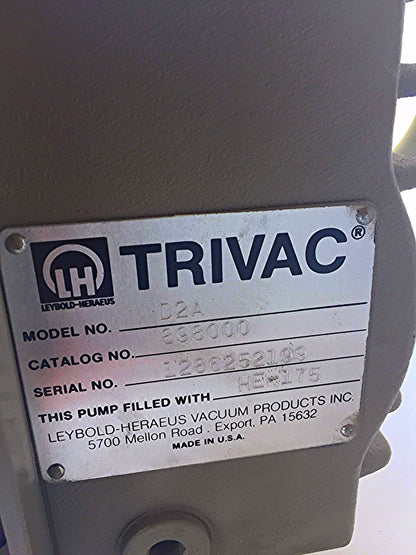 LH
LEYBOLD-HERAEUS
TRIVAC®
MODEL NO. D2A
CATALOG NO. 898000
SERIAL NO. 1286252199
THIS PUMP FILLED WITH HE-175
LEYBOLD-HERAEUS VACUUM PRODUCTS INC.
5700 Mellon Road . Export, PA 15632
MADE IN U.S.A.